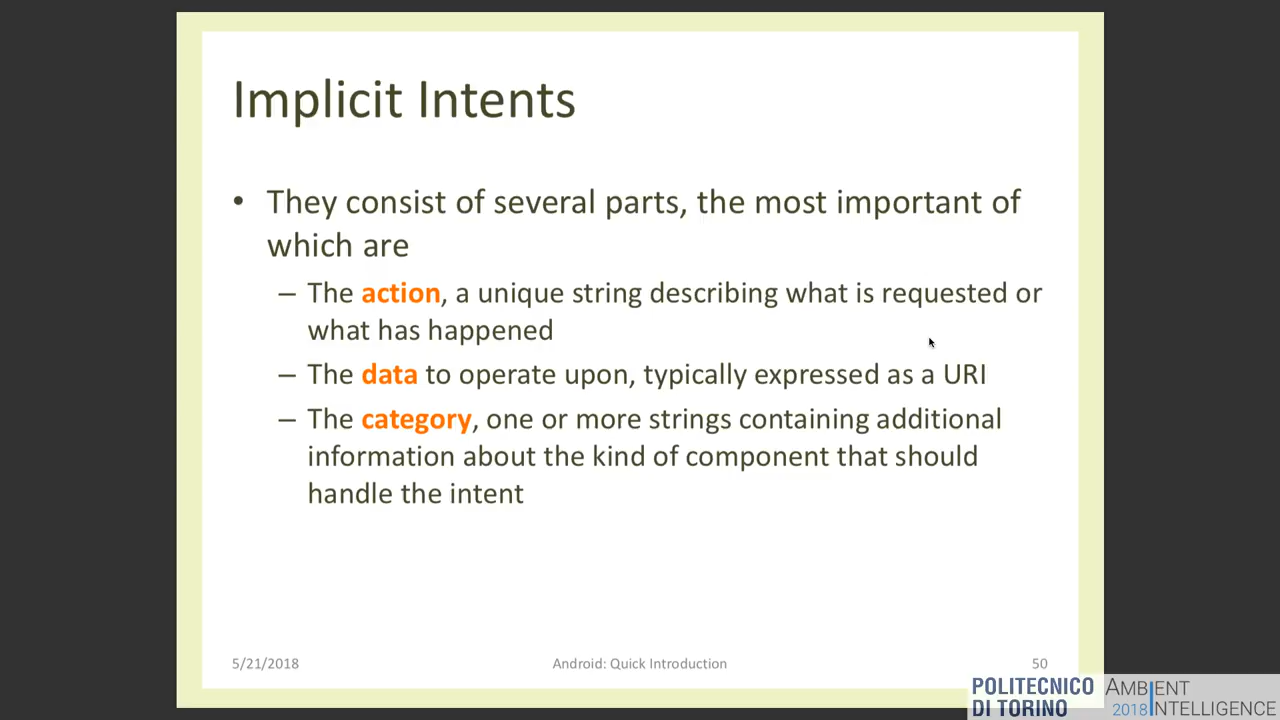 Implicit Intents
• They consist of several parts, the most important of
which are
– The action, a unique string describing what is requested or
what has happened
– The data to operate upon, typically expressed as a URI
– The category, one or more strings containing additional
information about the kind of component that should
handle the intent
5/21/2018
Android: Quick Introduction
50
POLITECNICO
DI TORINO
AMBIENT
2018 INTELLIGENCE